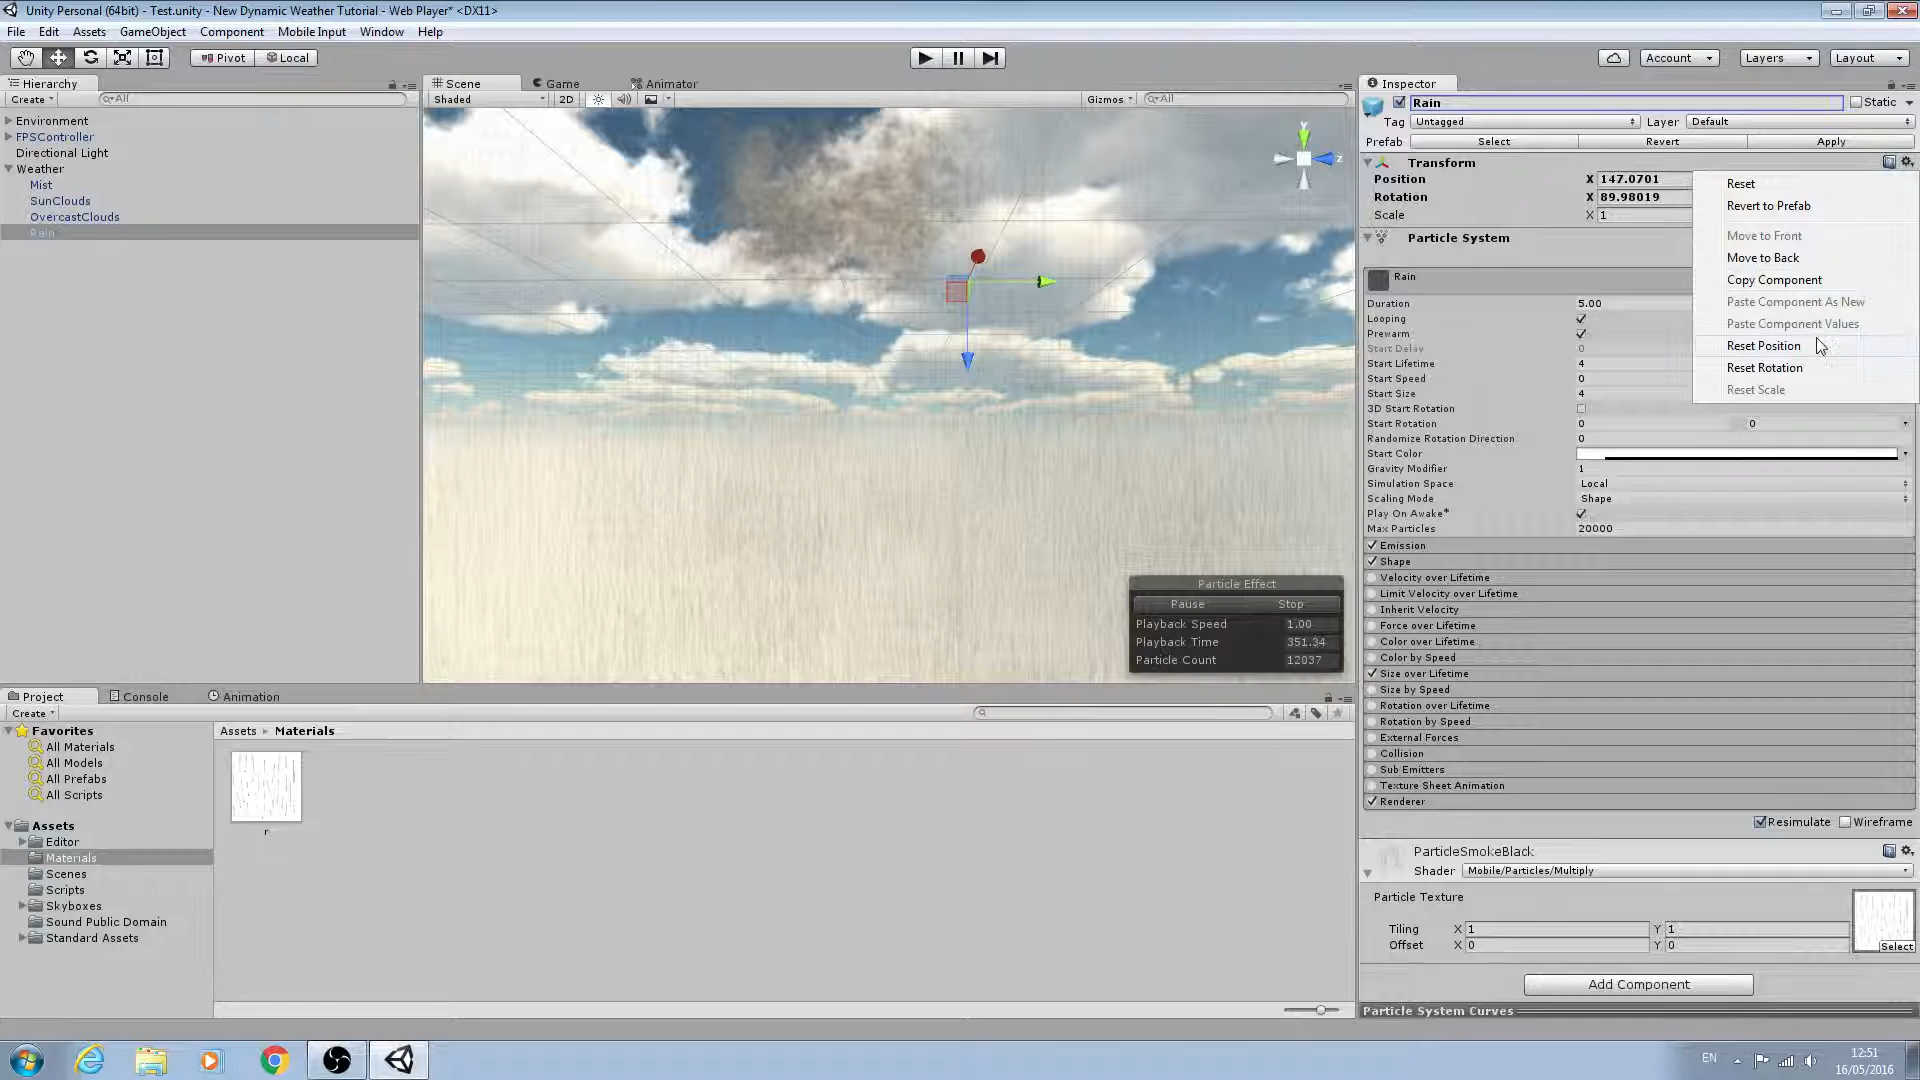 Unity Personal (64bit) - Test.unity - New Dynamic Weather Tutorial - Web Player* <DX11>
File Edit Assets GameObject Component Mobile Input Window Help
Pivot Local Account Layers Layout
Hierarchy
Create All
Environment
FPSController
Directional Light
Weather
Mist
SunClouds
OvercastClouds
Rain
Scene Game Animator
Shaded 2D Gizmos All
y
z
Particle Effect
Pause Stop
Playback Speed 1.00
Playback Time 351.34
Particle Count 12037
Inspector
Rain Static
Tag Untagged Layer Default
Prefab Select Revert Apply
Transform
Position X 147.0701
Rotation X 89.98019
Scale X 1
Reset
Revert to Prefab
Move to Front
Move to Back
Copy Component
Paste Component As New
Paste Component Values
Reset Position
Reset Rotation
Reset Scale
Particle System
Rain
Duration 5.00
Looping
Prewarm
Start Delay 0
Start Lifetime 4
Start Speed 0
Start Size 4
3D Start Rotation
Start Rotation 0 0
Randomize Rotation Direction 0
Start Color
Gravity Modifier 1
Simulation Space Local
Scaling Mode Shape
Play On Awake*
Max Particles 20000
Emission
Shape
Velocity over Lifetime
Limit Velocity over Lifetime
Inherit Velocity
Force over Lifetime
Color over Lifetime
Color by Speed
Size over Lifetime
Size by Speed
Rotation over Lifetime
Rotation by Speed
External Forces
Collision
Sub Emitters
Texture Sheet Animation
Renderer
Resimulate Wireframe
ParticleSmokeBlack
Shader Mobile/Particles/Multiply
Particle Texture
Tiling X 1 Y 1
Offset X 0 Y 0
Select
Add Component
Particle System Curves
Project Console Animation
Create
Favorites
All Materials
All Models
All Prefabs
All Scripts
Assets
Editor
Materials
Scenes
Scripts
Skyboxes
Sound Public Domain
Standard Assets
Assets Materials
r
EN
12:51
16/05/2016